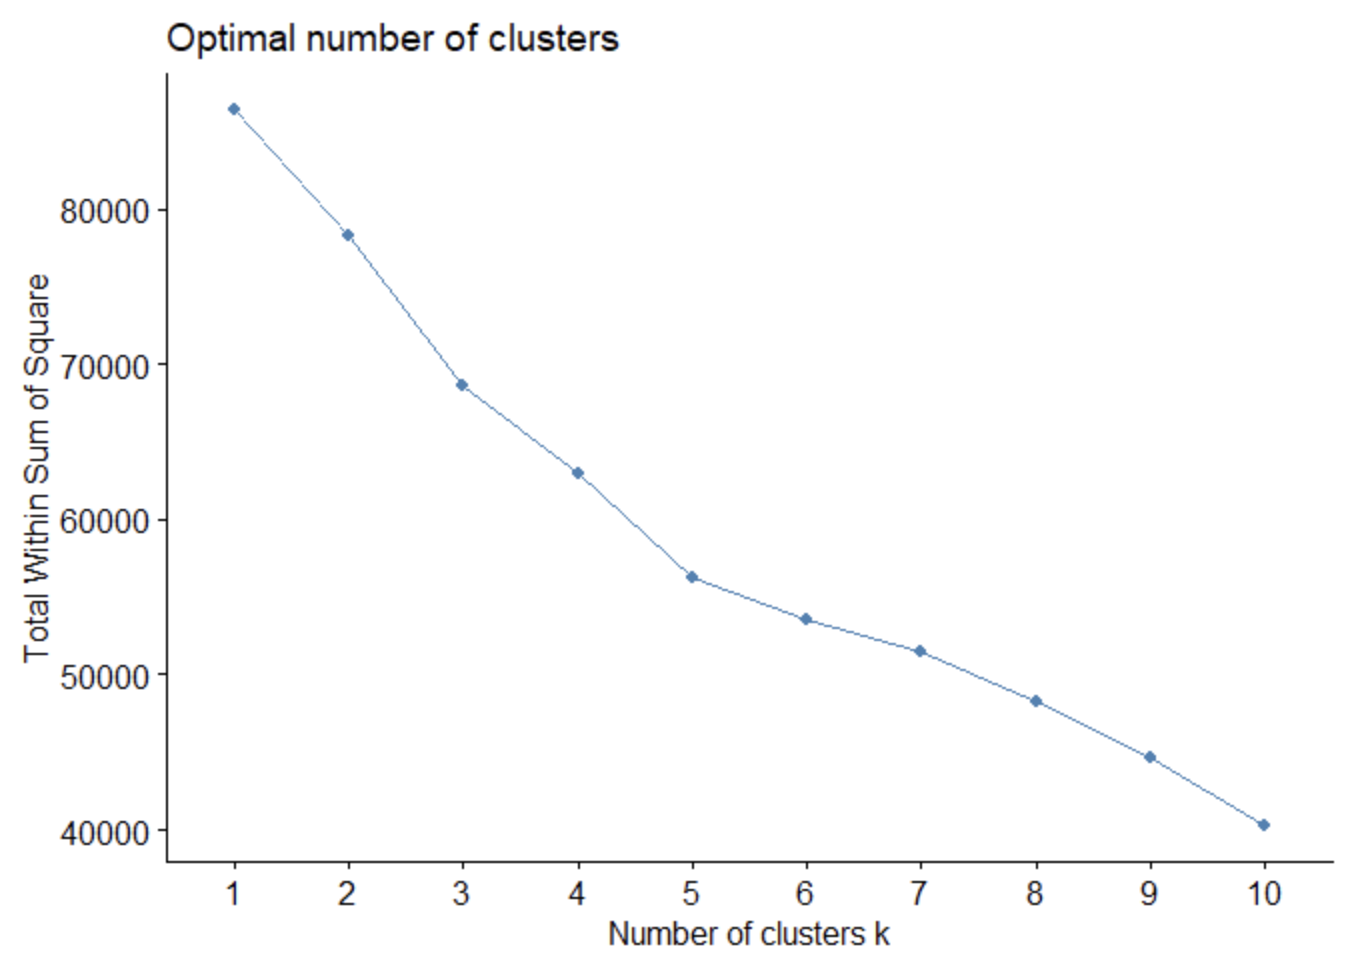 Optimal number of clusters
Total Within Sum of Square
80000
70000
60000
50000
40000
1 2 3 4 5 6 7 8 9 10
Number of clusters k